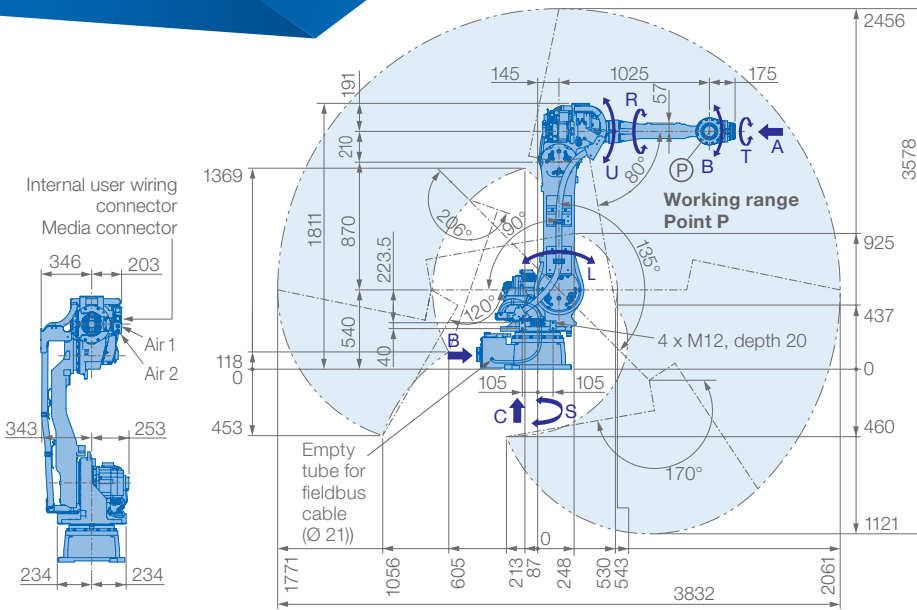 2456
145
1025
175
191
57
R
210
U
80°
P
B
T
A
3578
Internal user wiring
connector
Media connector
1369
1811
870
206°
90°
Working range
Point P
346
203
223.5
L
135°
925
120°
437
540
B
4 x M12, depth 20
Air 1
Air 2
118
0
40
0
105
105
C
S
343
253
453
460
Empty
tube for
fieldbus
cable
(Ø 21))
170°
1121
0
234
234
1771
1056
605
213
87
248
530
543
2061
3832